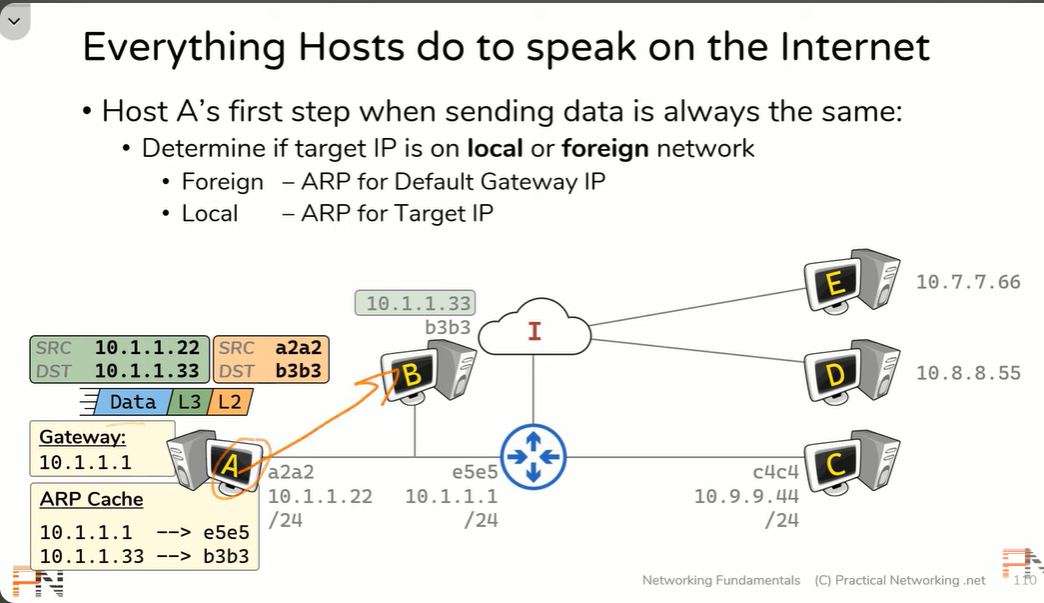 Everything Hosts do to speak on the Internet
• Host A's first step when sending data is always the same:
• Determine if target IP is on local or foreign network
• Foreign – ARP for Default Gateway IP
• Local – ARP for Target IP
10.1.1.33
b3b3
B
I
E
10.7.7.66
D
10.8.8.55
SRC 10.1.1.22 SRC a2a2
DST 10.1.1.33 DST b3b3
Data L3 L2
Gateway:
10.1.1.1
A
a2a2
10.1.1.22
/24
e5e5
10.1.1.1
/24
c4c4
10.9.9.44
/24
C
ARP Cache
10.1.1.1 --> e5e5
10.1.1.33 --> b3b3
PN
Networking Fundamentals (C) Practical Networking .net
PN
110